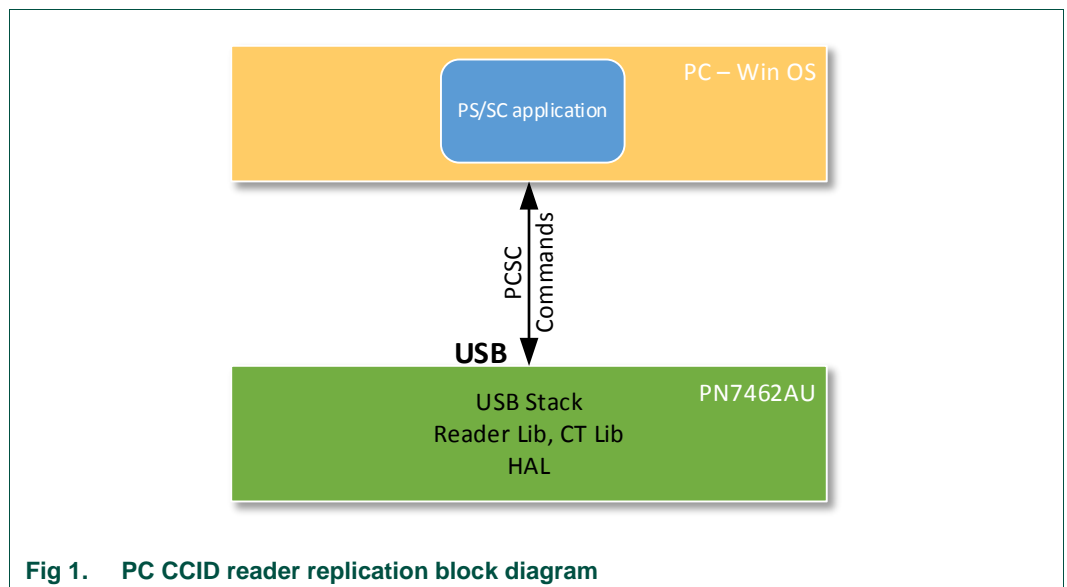 PC – Win OS
PS/SC application
PCSC
Commands
USB
PN7462AU
USB Stack
Reader Lib, CT Lib
HAL
Fig 1. PC CCID reader replication block diagram